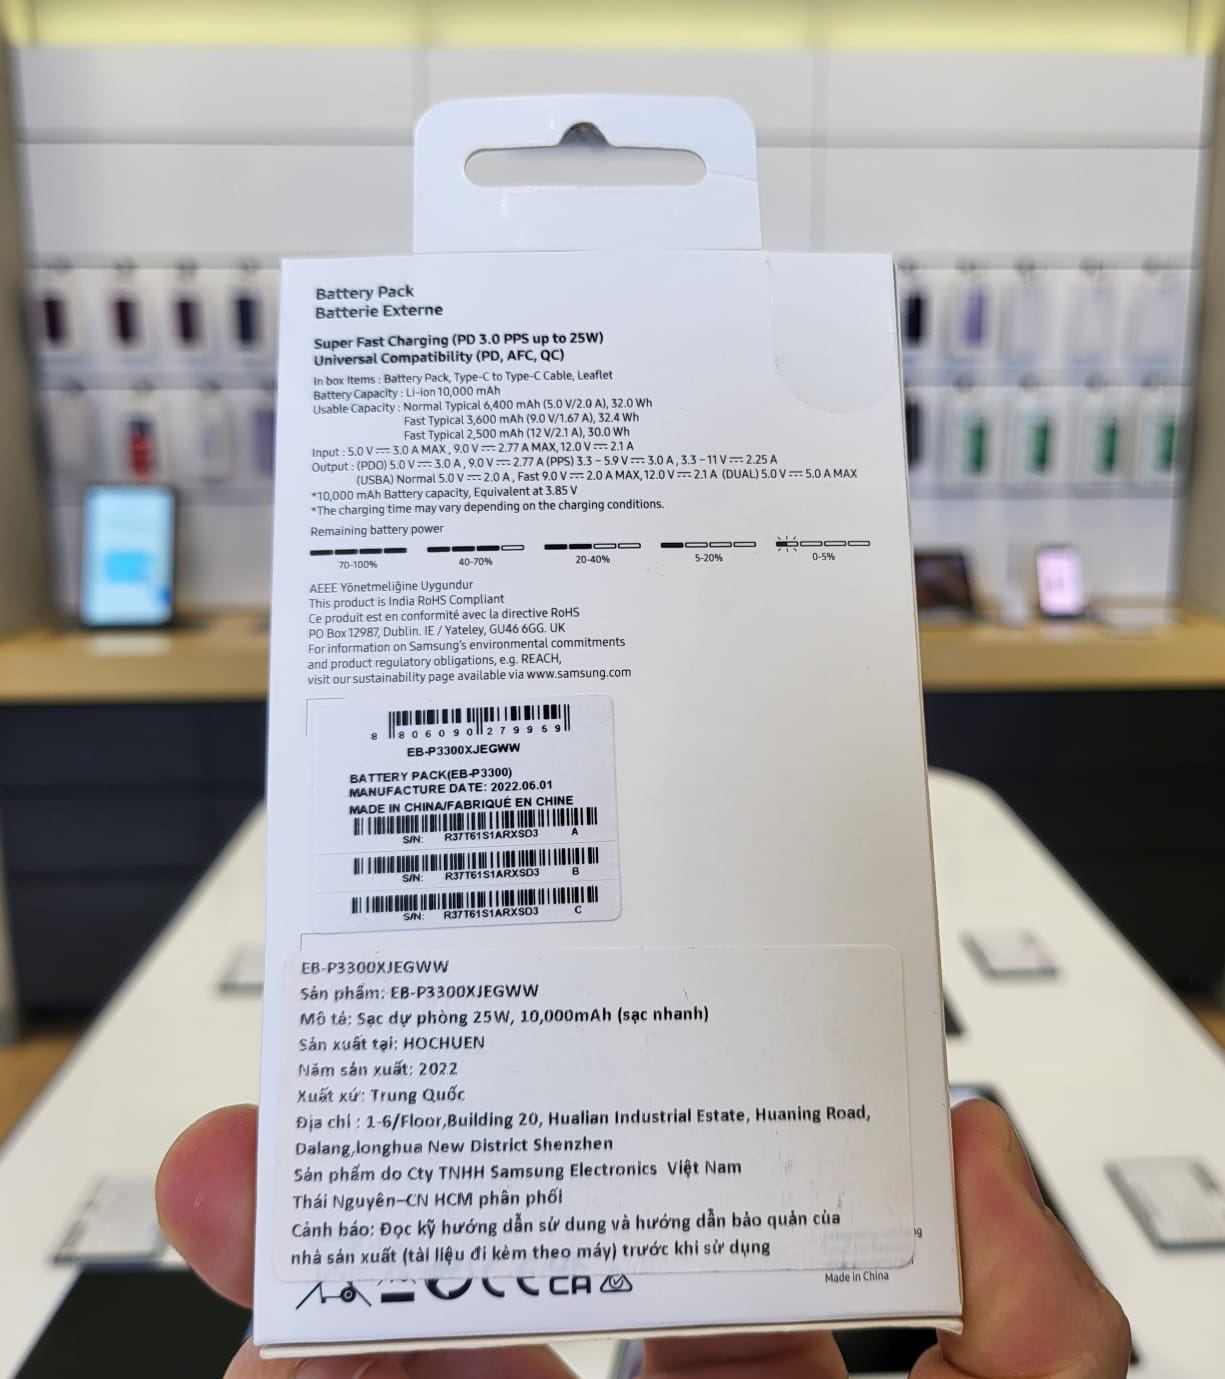 Battery Pack
Batterie Externe
Super Fast Charging (PD 3.0 PPS up to 25W)
Universal Compatibility (PD, AFC, QC)
In box Items : Battery Pack, Type-C to Type-C Cable, Leaflet
Battery Capacity : Li-ion 10,000 mAh
Usable Capacity : Normal Typical 6,400 mAh (5.0 V/2.0 A), 32.0 Wh
Fast Typical 3,600 mAh (9.0 V/1.67 A), 32.4 Wh
Fast Typical 2,500 mAh (12 V/2.1 A), 30.0 Wh
Input : 5.0 V⎓ 3.0 A MAX , 9.0 V⎓ 2.77 A MAX, 12.0 V⎓ 2.1 A
Output : (PDO) 5.0 V⎓ 3.0 A , 9.0 V⎓ 2.77 A (PPS) 3.3 - 5.9 V⎓ 3.0 A , 3.3 - 11 V⎓ 2.25 A
(USBA) Normal 5.0 V⎓ 2.0 A , Fast 9.0 V⎓ 2.0 A MAX, 12.0 V⎓ 2.1 A (DUAL) 5.0 V⎓ 5.0 A MAX
*10,000 mAh Battery capacity, Equivalent at 3.85 V
*The charging time may vary depending on the charging conditions.
Remaining battery power
70-100% 40-70% 20-40% 5-20% 0-5%
AEEE Yönetmeliğine Uygundur
This product is India RoHS Compliant
Ce produit est en conformité avec la directive RoHS
PO Box 12987, Dublin. IE / Yateley, GU46 6GG. UK
For information on Samsung's environmental commitments
and product regulatory obligations, e.g. REACH,
visit our sustainability page available via www.samsung.com
8 806090 279959
EB-P3300XJEGWW
BATTERY PACK(EB-P3300)
MANUFACTURE DATE: 2022.06.01
MADE IN CHINA/FABRIQUÉ EN CHINE
S/N: R37T61S1ARXSD3 A
S/N: R37T61S1ARXSD3 B
S/N: R37T61S1ARXSD3 C
EB-P3300XJEGWW
Sản phẩm: EB-P3300XJEGWW
Mô tả: Sạc dự phòng 25W, 10,000mAh (sạc nhanh)
Sản xuất tại: HOCHUEN
Năm sản xuất: 2022
Xuất xứ: Trung Quốc
Địa chỉ : 1-6/Floor,Building 20, Hualian Industrial Estate, Huaning Road,
Dalang,longhua New District Shenzhen
Sản phẩm do Cty TNHH Samsung Electronics Việt Nam
Thái Nguyên–CN HCM phân phối
Cảnh báo: Đọc kỹ hướng dẫn sử dung và hướng dẫn bảo quản của
nhà sản xuất (tài liệu đi kèm theo máy) trước khi sử dụng
Made in China